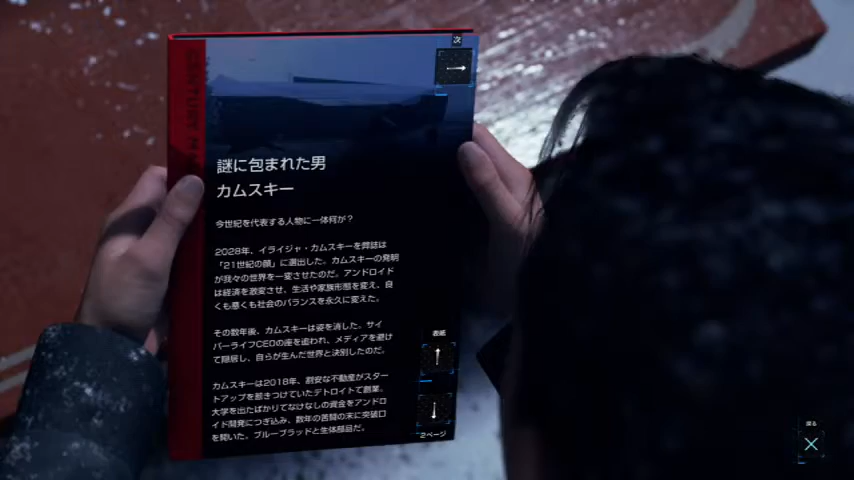 次
CENTURY
謎に包まれた男
カムスキー
今世紀を代表する人物に一体何が？
2028年、イライジャ・カムスキーを弊誌は
「21世紀の顔」に選出した。カムスキーの発明
が我々の世界を一変させたのだ。アンドロイド
は経済を激変させ、生活や家族形態を変え、良
くも悪くも社会のバランスを永久に変えた。
その数年後、カムスキーは姿を消した。サイ
バーライフCEOの座を追われ、メディアを避け
て隠居し、自らが生んだ世界と決別したのだ。
カムスキーは2018年、割安な不動産がスター
トアップを惹きつけていたデトロイトで創業。
大学を出たばかりでなけなしの資金をアンドロ
イド開発につぎ込み、数年の苦闘の末に突破口
を開いた。ブルーブラッドと生体部品だ。
表紙
2ページ
戻る